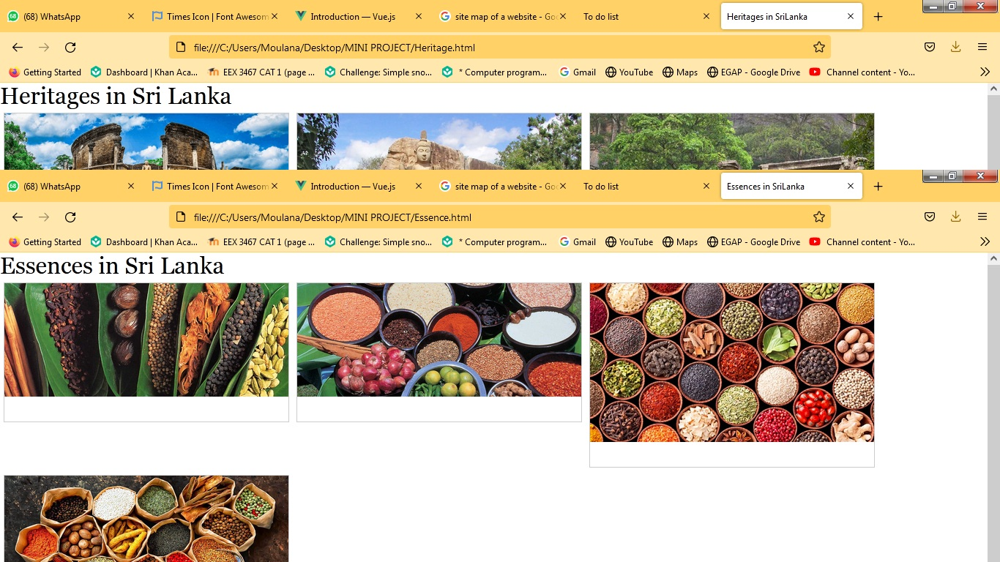 (68) WhatsApp Times Icon | Font Awesom Introduction — Vue.js site map of a website - Go To do list Heritages in SriLanka
file:///C:/Users/Moulana/Desktop/MINI PROJECT/Heritage.html
Getting Started Dashboard | Khan Aca... EEX 3467 CAT 1 (page ... Challenge: Simple sno... * Computer program... Gmail YouTube Maps EGAP - Google Drive Channel content - Yo...
Heritages in Sri Lanka
(68) WhatsApp Times Icon | Font Awesom Introduction — Vue.js site map of a website - Go To do list Essences in SriLanka
file:///C:/Users/Moulana/Desktop/MINI PROJECT/Essence.html
Getting Started Dashboard | Khan Aca... EEX 3467 CAT 1 (page ... Challenge: Simple sno... * Computer program... Gmail YouTube Maps EGAP - Google Drive Channel content - Yo...
Essences in Sri Lanka